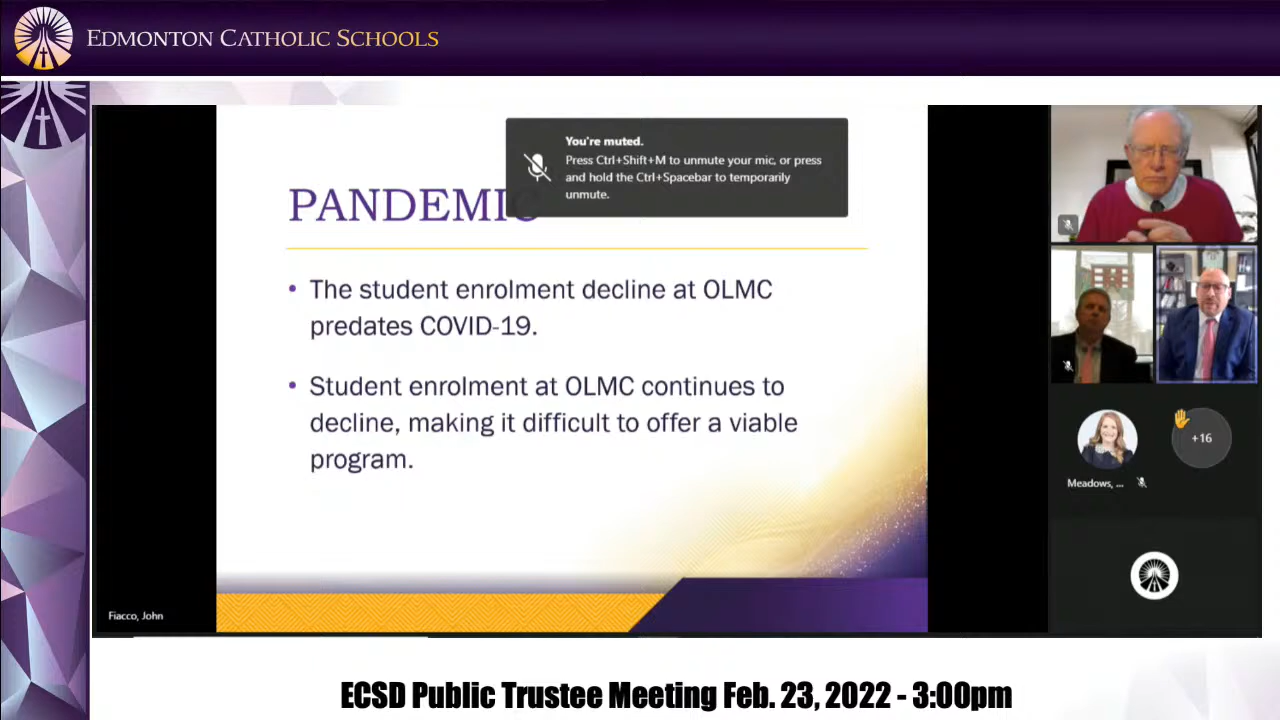 EDMONTON CATHOLIC SCHOOLS
You're muted.
Press Ctrl+Shift+M to unmute your mic, or press
and hold the Ctrl+Spacebar to temporarily
unmute.
PANDEMIC
• The student enrolment decline at OLMC
predates COVID-19.
• Student enrolment at OLMC continues to
decline, making it difficult to offer a viable
program.
+16
Meadows, ...
Fiacco, John
ECSD Public Trustee Meeting Feb. 23, 2022 - 3:00pm